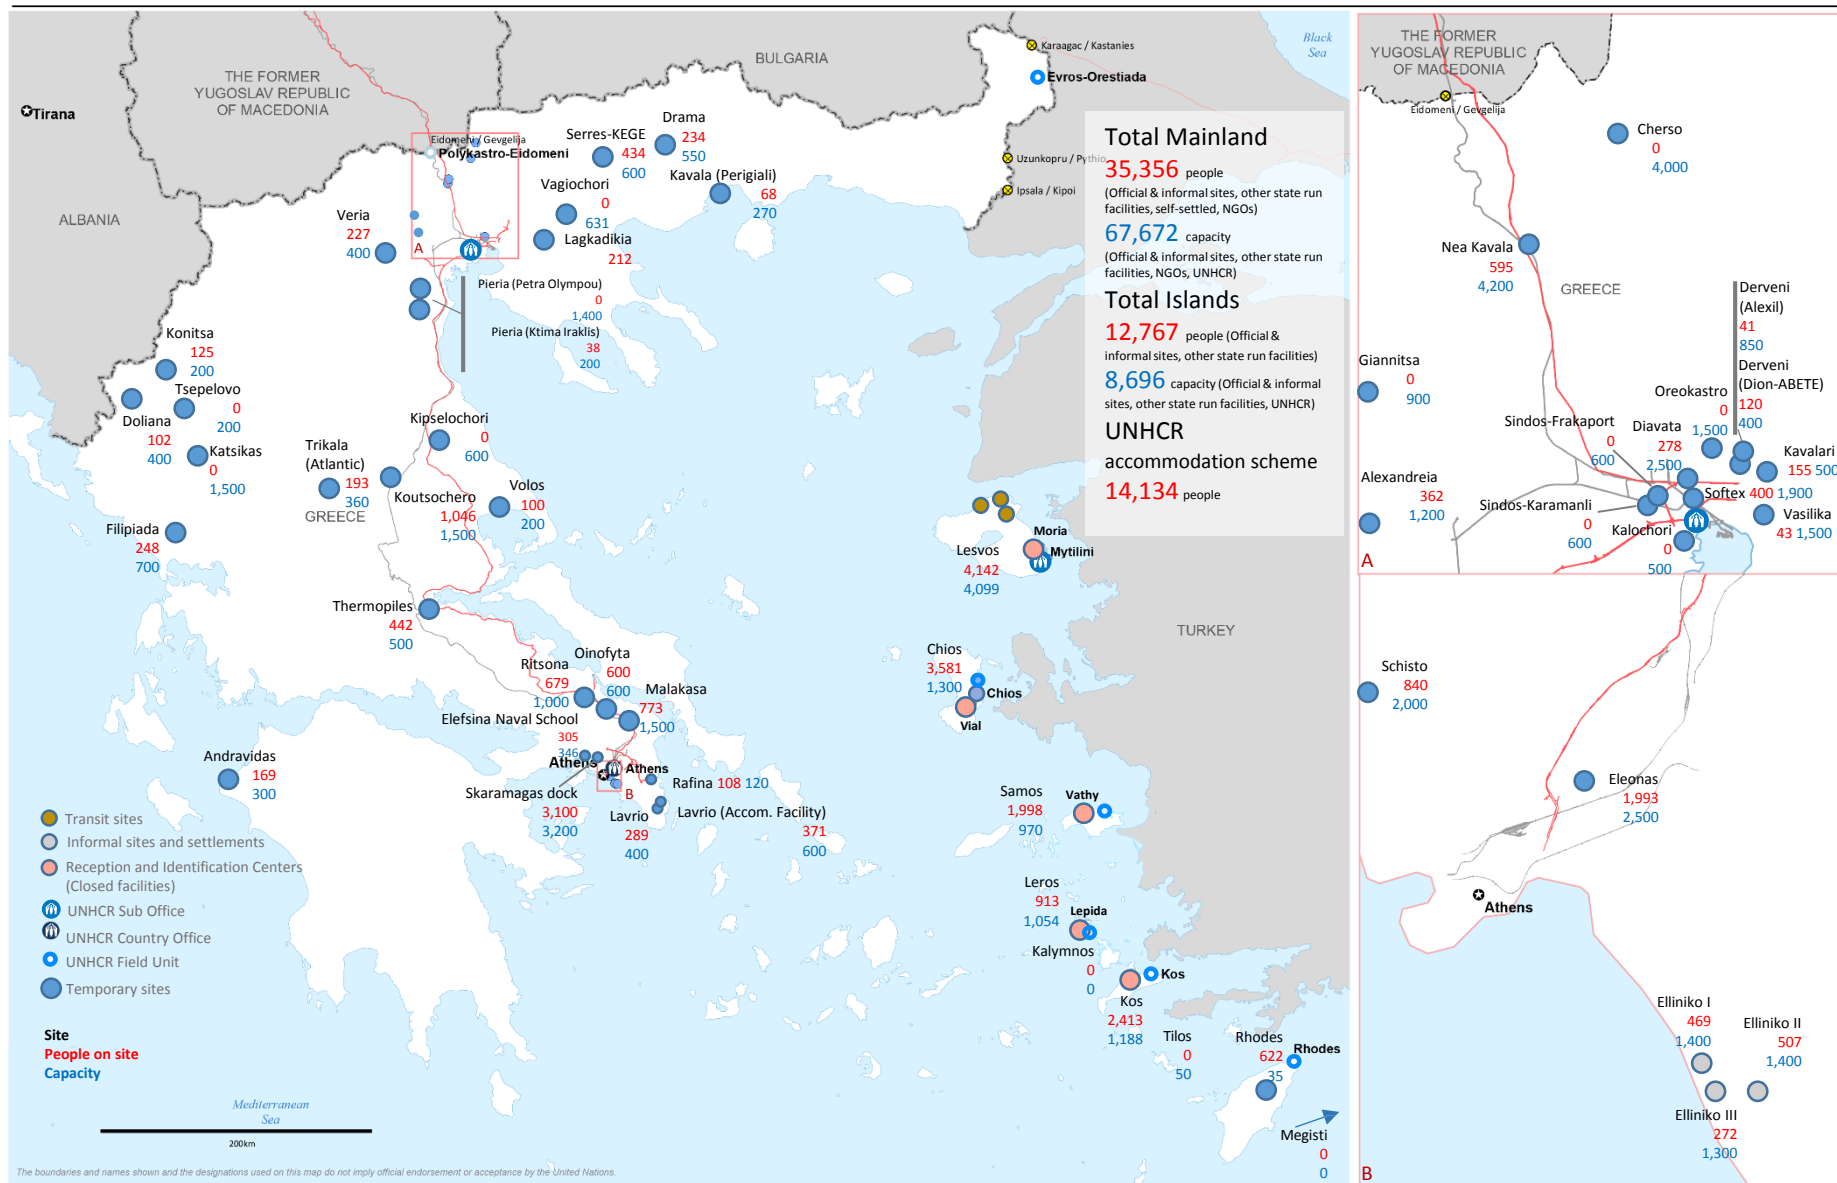 THE FORMER
YUGOSLAV REPUBLIC
OF MACEDONIA
BULGARIA
Black
Sea
Karaagac / Kastanies
Evros-Orestiada
Tirana
ALBANIA
Eidomeni / Gevgelija
Polykastro-Eidomeni
Serres-KEGE
434
600
Drama
234
550
Kavala (Perigiali)
68
270
Vagiochori
0
631
Lagkadikia
212
Veria
227
400
A
Uzunkopru / Pythio
Ipsala / Kipoi
Total Mainland
35,356 people
(Official & informal sites, other state run
facilities, self-settled, NGOs)
67,672 capacity
(Official & informal sites, other state run
facilities, NGOs, UNHCR)
Total Islands
12,767 people (Official &
informal sites, other state run facilities)
8,696 capacity (Official & informal
sites, other state run facilities, UNHCR)
UNHCR
accommodation scheme
14,134 people
Pieria (Petra Olympou)
0
1,400
Pieria (Ktima Iraklis)
38
200
Konitsa
125
200
Tsepelovo
0
200
Doliana
102
400
Katsikas
0
1,500
Trikala
(Atlantic)
193
360
GREECE
Kipselochori
0
600
Koutsochero
1,046
1,500
Volos
100
200
Filipiada
248
700
Thermopiles
442
500
Moria
Mytilini
Lesvos
4,142
4,099
TURKEY
Oinofyta
600
600
Ritsona
679
1,000
Malakasa
773
1,500
Elefsina Naval School
305
346
Athens
Athens
B
Rafina 108 120
Skaramagas dock
3,100
3,200
Lavrio
289
400
Lavrio (Accom. Facility)
371
600
Andravidas
169
300
Chios
3,581
1,300
Chios
Vial
Samos
1,998
970
Vathy
Leros
913
1,054
Lepida
Kalymnos
0
0
Kos
Kos
2,413
1,188
Tilos
0
50
Rhodes
622
35
Rhodes
Megisti
0
0
Transit sites
Informal sites and settlements
Reception and Identification Centers
(Closed facilities)
UNHCR Sub Office
UNHCR Country Office
UNHCR Field Unit
Temporary sites
Site
People on site
Capacity
Mediterranean
Sea
200km
The boundaries and names shown and the designations used on this map do not imply official endorsement or acceptance by the United Nations.
THE FORMER
YUGOSLAV REPUBLIC
OF MACEDONIA
Eidomeni / Gevgelija
Cherso
0
4,000
Nea Kavala
595
4,200
GREECE
Derveni
(Alexil)
41
850
Derveni
(Dion-ABETE)
120
400
Giannitsa
0
900
Oreokastro
0
1,500
Sindos-Frakaport
0
600
Diavata
278
2,500
Kavalari
155 500
Alexandreia
362
1,200
Softex 400 1,900
Sindos-Karamanli
0
600
Vasilika
43 1,500
Kalochori
0
500
A
Schisto
840
2,000
Eleonas
1,993
2,500
Athens
Elliniko I
469
1,400
Elliniko II
507
1,400
Elliniko III
272
1,300
B